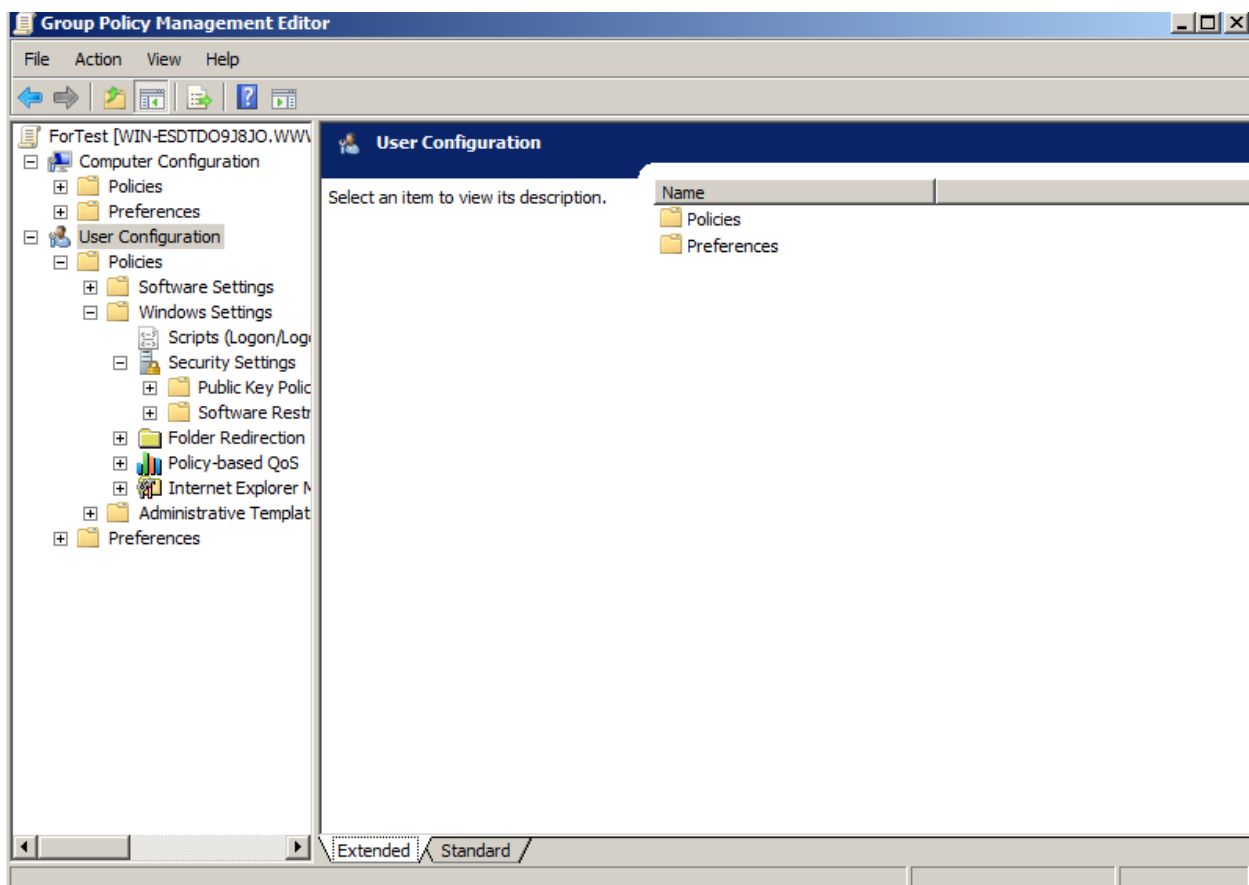 Group Policy Management Editor
File Action View Help
ForTest [WIN-ESDTDO9J8JO.WW
Computer Configuration
Policies
Preferences
User Configuration
Policies
Software Settings
Windows Settings
Scripts (Logon/Log
Security Settings
Public Key Polic
Software Restr
Folder Redirection
Policy-based QoS
Internet Explorer M
Administrative Templat
Preferences
User Configuration
Select an item to view its description.
Name
Policies
Preferences
Extended Standard